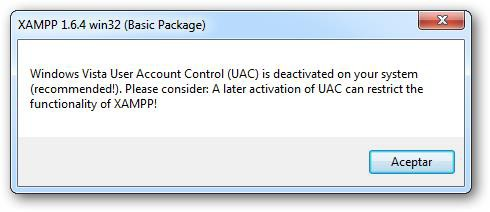 XAMPP 1.6.4 win32 (Basic Package)
Windows Vista User Account Control (UAC) is deactivated on your system
(recommended!). Please consider: A later activation of UAC can restrict the
functionality of XAMPP!
Aceptar